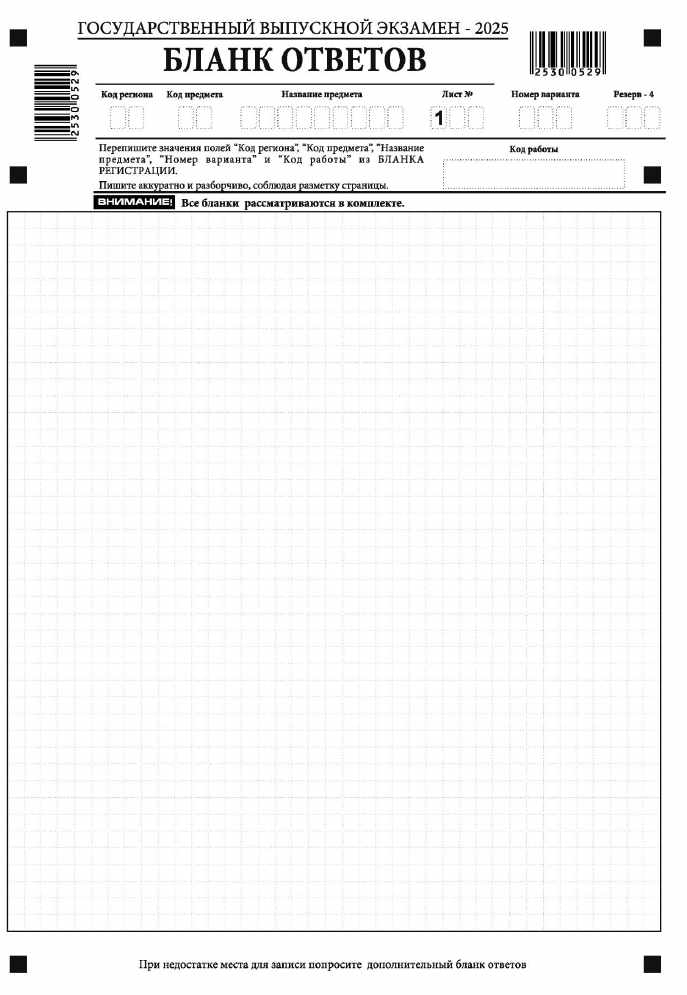 ГОСУДАРСТВЕННЫЙ ВЫПУСКНОЙ ЭКЗАМЕН - 2025
БЛАНК ОТВЕТОВ
2530 0529
2530 0529
Код региона Код предмета Название предмета Лист № Номер варианта Резерв - 4
1
Перепишите значения полей “Код региона”, “Код предмета”, “Название
предмета”, “Номер варианта” и “Код работы” из БЛАНКА
РЕГИСТРАЦИИ.
Пишите аккуратно и разборчиво, соблюдая разметку страницы.
Код работы
ВНИМАНИЕ! Все бланки рассматриваются в комплекте.
При недостатке места для записи попросите дополнительный бланк ответов